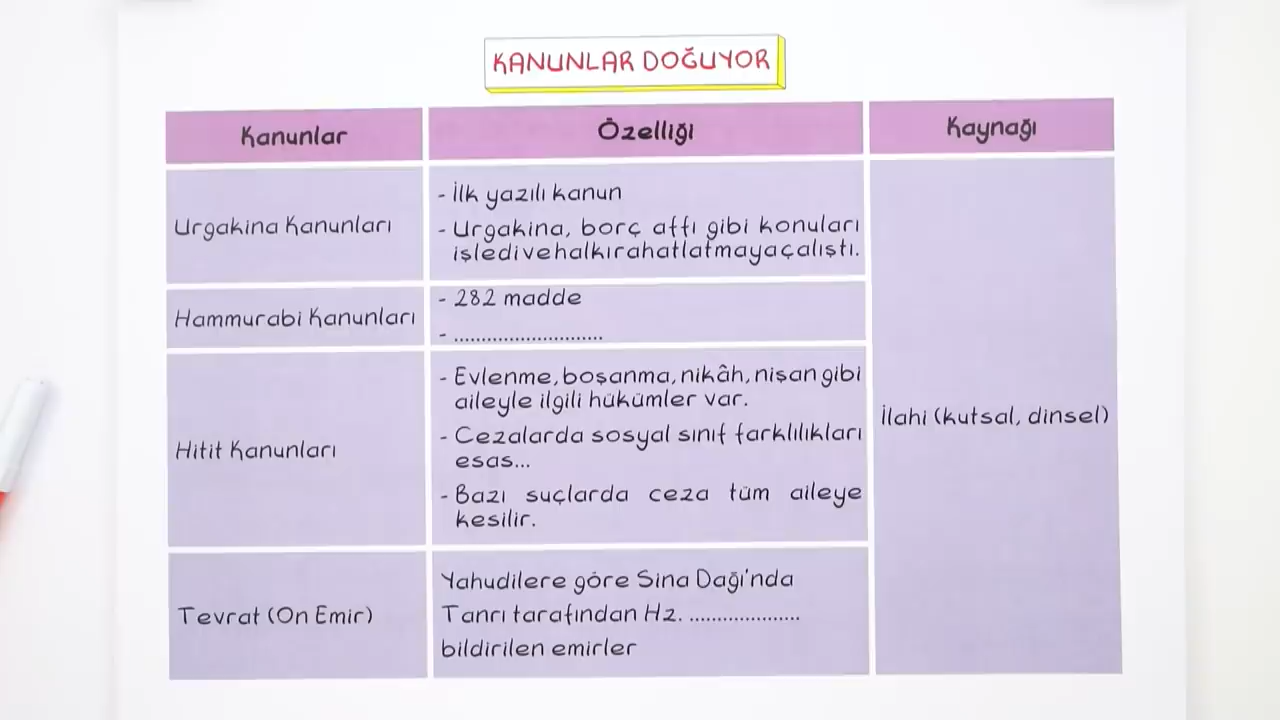 KANUNLAR DOĞUYOR
Kanunlar
Özellığı
Kaynağı
Urgakina Kanunları
- İlk yazılı kanun
- Urgakina, borç affı gibi konuları
işledivehalkırahatlatmayaçalıştı.
Hammurabi Kanunları
- 282 madde
- ...........................
Hitit Kanunları
- Evlenme, boşanma, nikâh, nişan gibi
aileyle ilgili hükümler var.
- Cezalarda sosyal sınıf farklılıkları
esas...
- Bazı suçlarda ceza tüm aileye
kesilir.
Tevrat (On Emir)
Yahudilere göre Sina Dağı'nda
Tanrı tarafından Hz. ....................
bildirilen emirler
İlahi (kutsal, dinsel)